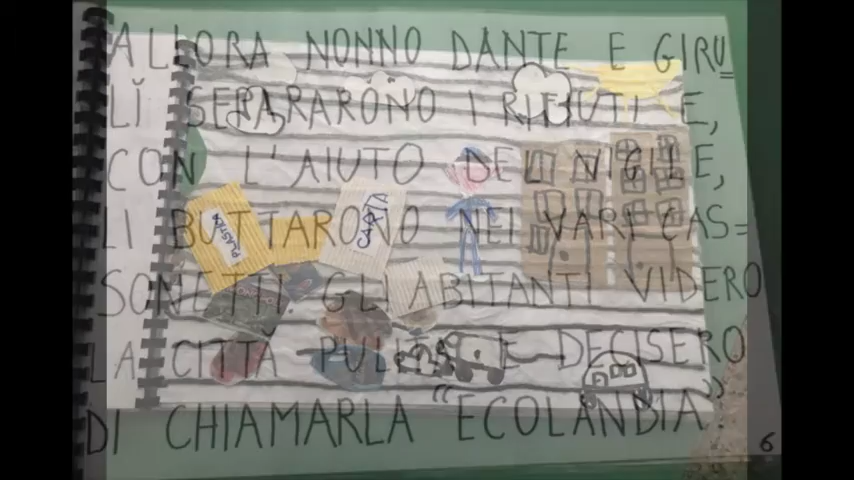 ALLORA NONNO DANTE E GIRU=
LÌ SEPARARONO I RIFIUTI E,
CON L'AIUTO DEL VIGILE,
LI BUTTARONO NEI VARI CAS=
SONETTI. GLI ABITANTI VIDERO
LA CITTÀ PULITA E DECISERO
DI CHIAMARLA "ECOLANDIA".
PLASTICA
CARTA
6